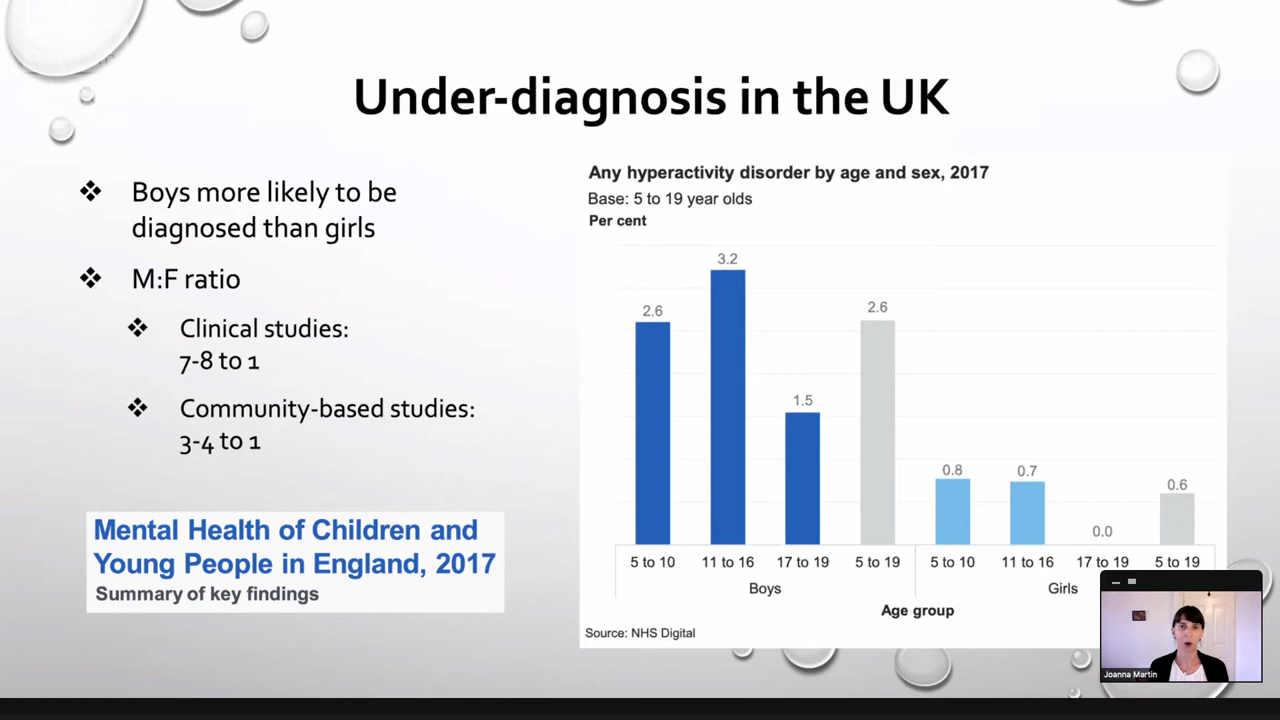 Under-diagnosis in the UK
Boys more likely to be
diagnosed than girls
M:F ratio
Clinical studies:
7-8 to 1
Community-based studies:
3-4 to 1
Mental Health of Children and
Young People in England, 2017
Summary of key findings
Any hyperactivity disorder by age and sex, 2017
Base: 5 to 19 year olds
Per cent
2.6 3.2 1.5 2.6 0.8 0.7 0.0 0.6
5 to 10 11 to 16 17 to 19 5 to 19 5 to 10 11 to 16 17 to 19 5 to 19
Boys Girls
Age group
Source: NHS Digital
Joanna Martin